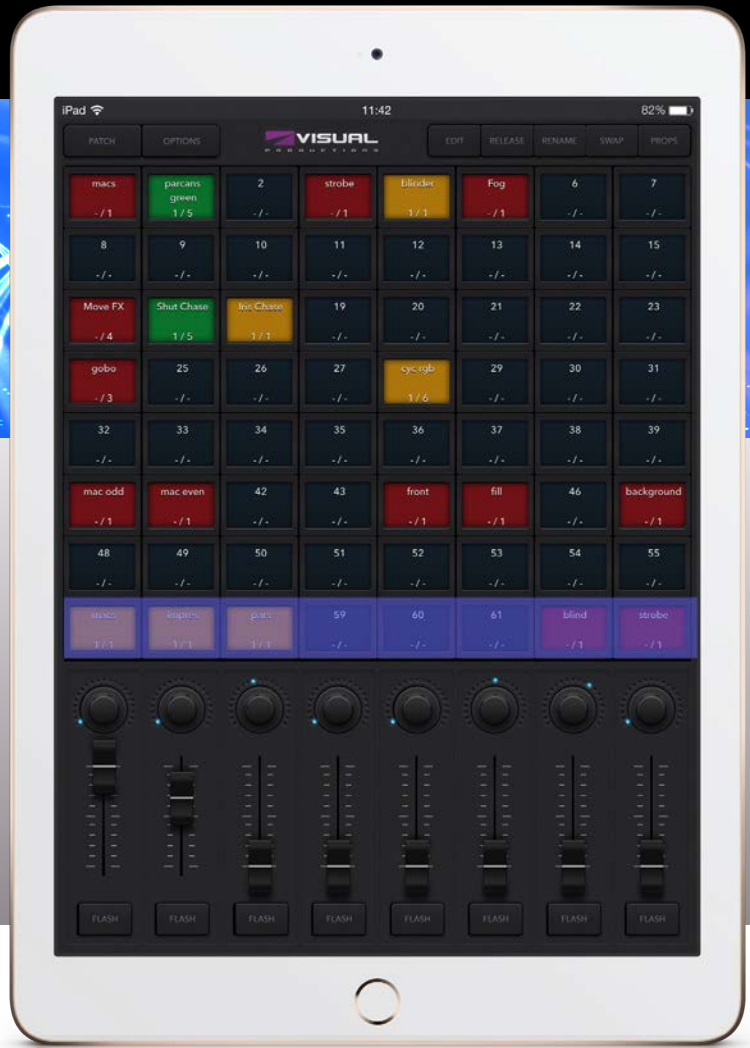 iPad 11:42 82%
PATCH OPTIONS VISUAL EDIT RELEASE RENAME SWAP PROPS
PRODUCTIONS
macs parcans green 2 strobe blinder Fog 6 7
- / 1 1 / 5 - / - - / 1 1 / 1 - / 1 - / - - / -
8 9 10 11 12 13 14 15
- / - - / - - / - - / - - / - - / - - / - - / -
Move FX Shut Chase Iris Chase 19 20 21 22 23
- / 4 1 / 5 1 / 1 - / - - / - - / - - / - - / -
gobo 25 26 27 cyc rgb 29 30 31
- / 3 - / - - / - - / - 1 / 6 - / - - / - - / -
32 33 34 35 36 37 38 39
- / - - / - - / - - / - - / - - / - - / - - / -
mac odd mac even 42 43 front fill 46 background
- / 1 - / 1 - / - - / - - / 1 - / 1 - / - - / 1
48 49 50 51 52 53 54 55
- / - - / - - / - - / - - / - - / - - / - - / -
macs impres pars 59 60 61 blind strobe
1 / 1 1 / 1 1 / 1 - / - - / - - / - - / 1 - / 1
FLASH FLASH FLASH FLASH FLASH FLASH FLASH FLASH